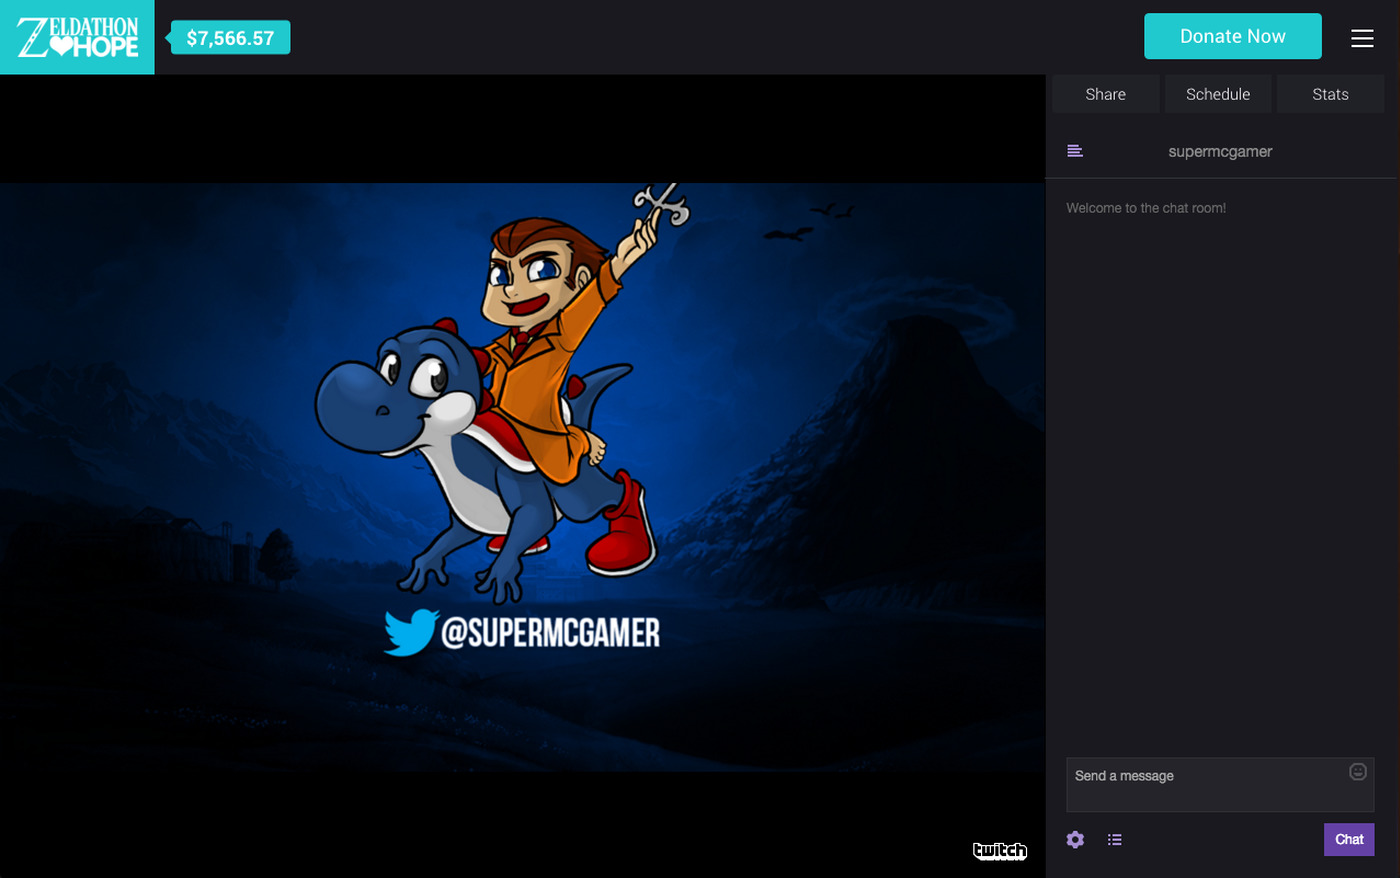 ZELDATHON
HOPE
$7,566.57
Donate Now
Share
Schedule
Stats
supermcgamer
Welcome to the chat room!
@SUPERMCGAMER
Send a message
Chat
twitch